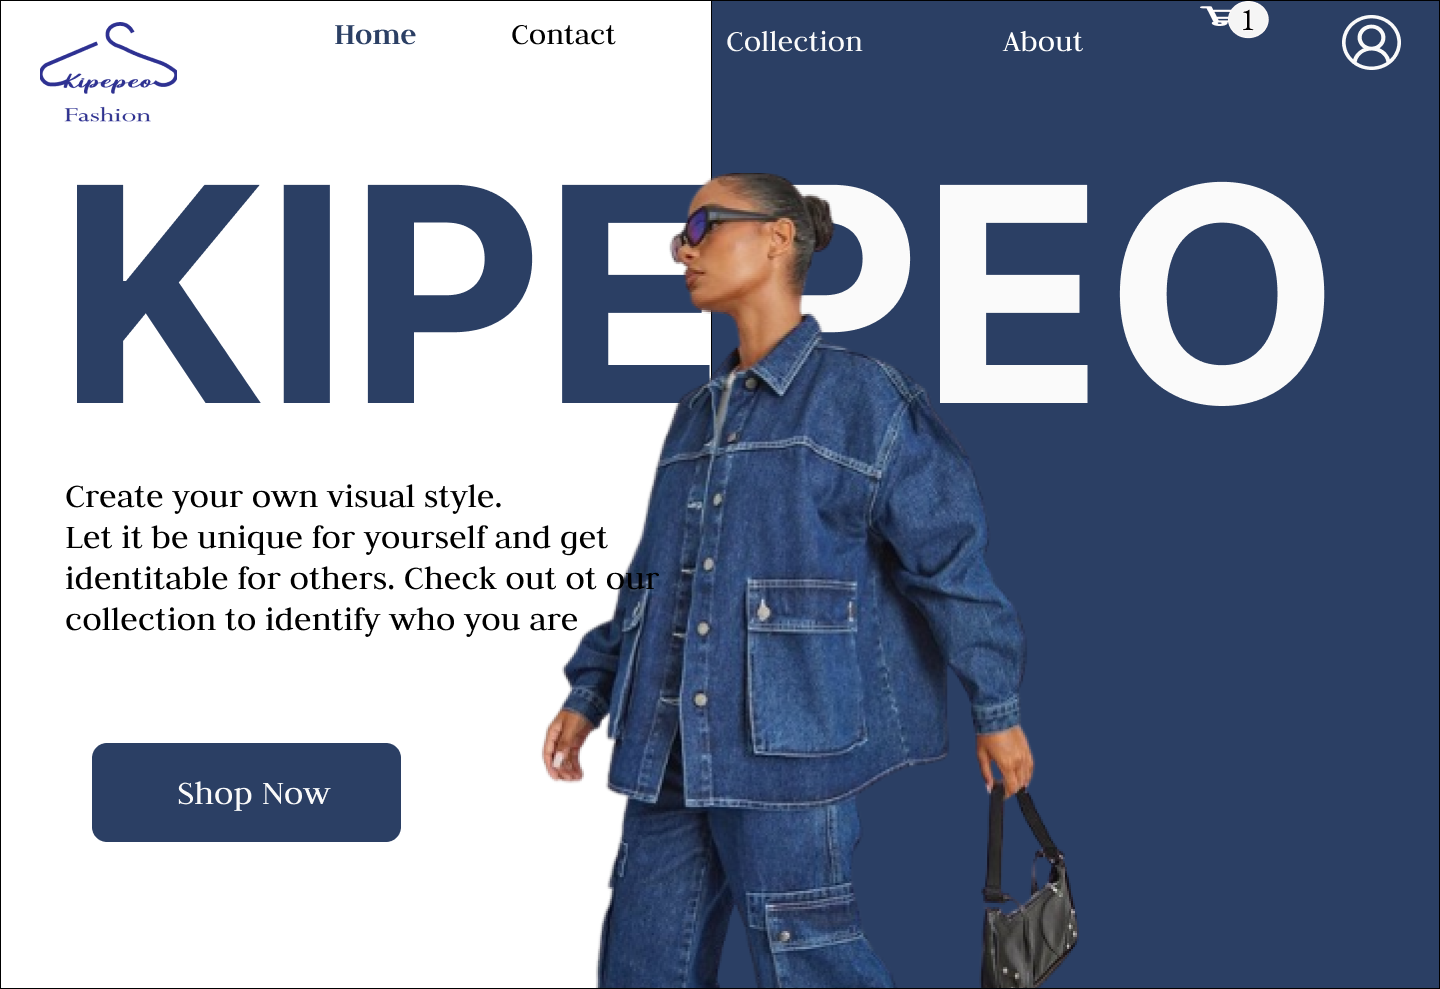 Kipepeo
Fashion
Home
Contact
Collection
About
1
KIPEPEO
Create your own visual style.
Let it be unique for yourself and get
identitable for others. Check out ot our
collection to identify who you are
Shop Now